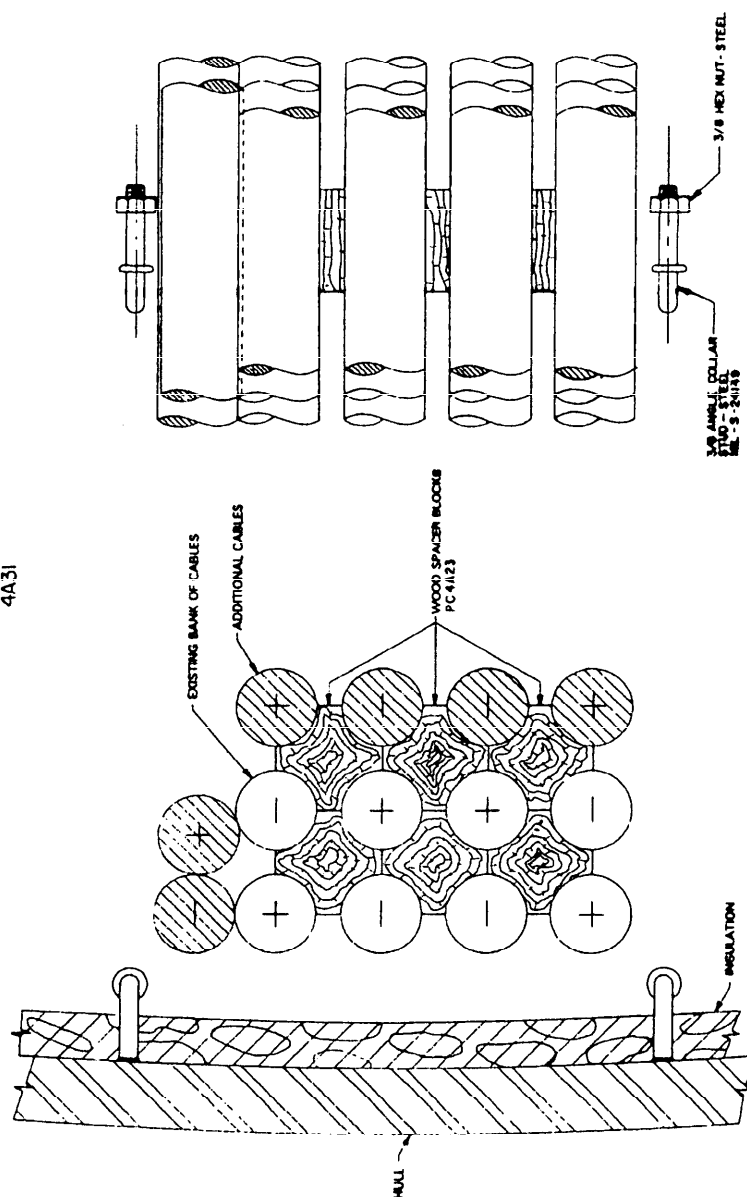 4A31
EXISTING BANK OF CABLES
ADDITIONAL CABLES
WOOD SPACER BLOCKS
PC 4A123
INSULATION
HULL
3/8 HEX NUT - STEEL
3/8 ANGLE COLLAR
STUD - STEEL
MIL - S - 24149
+
-
-
+
+
+
-
-
+
-
-
+
+
-